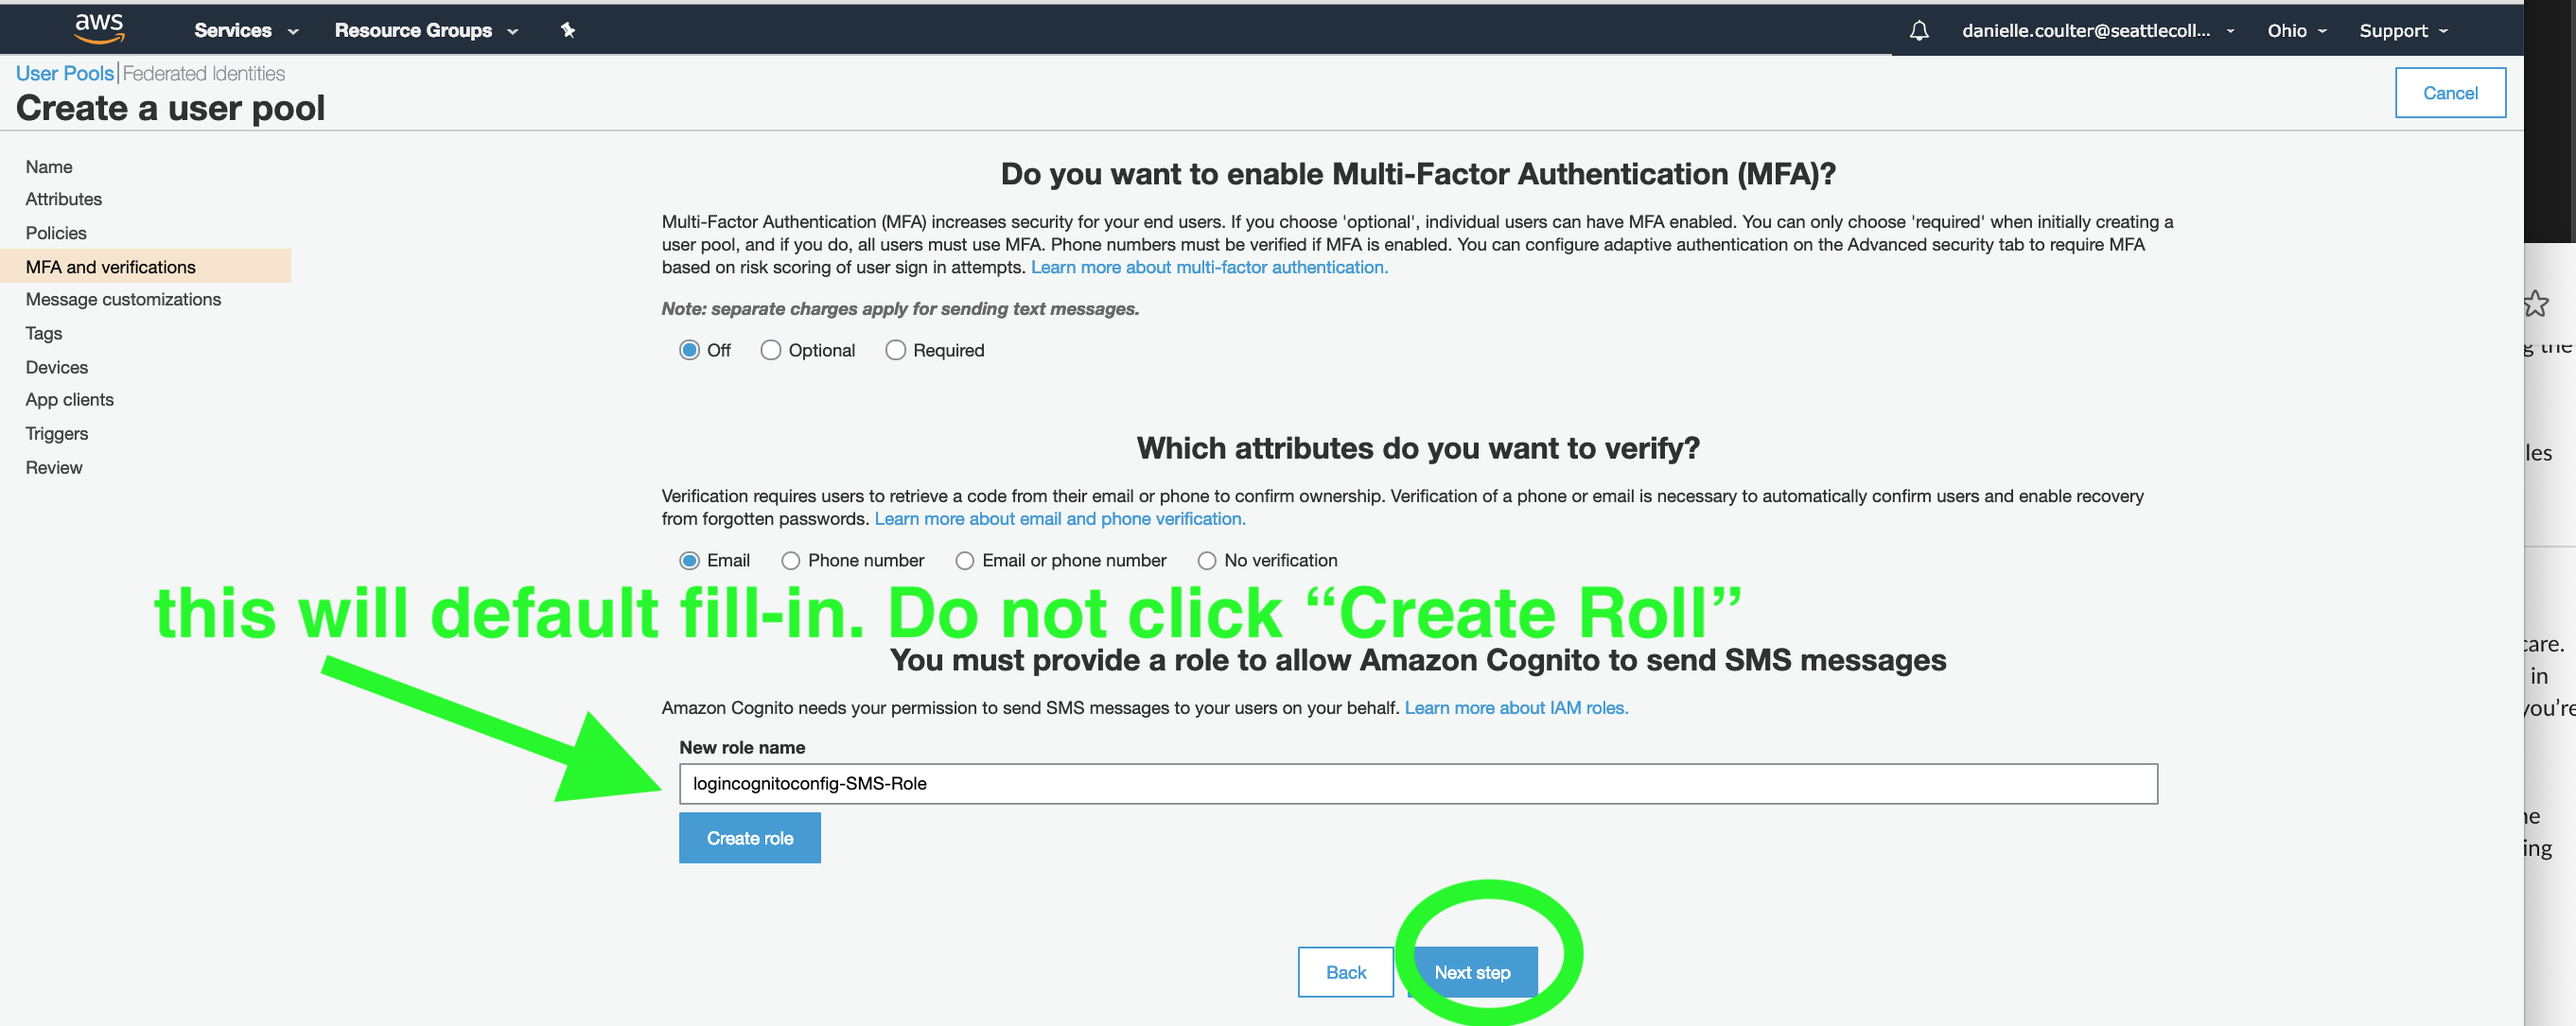 aws
Services
Resource Groups
danielle.coulter@seattlecoll...
Ohio
Support
User Pools
Federated Identities
Create a user pool
Cancel
Name
Attributes
Policies
MFA and verifications
Message customizations
Tags
Devices
App clients
Triggers
Review
Do you want to enable Multi-Factor Authentication (MFA)?
Multi-Factor Authentication (MFA) increases security for your end users. If you choose 'optional', individual users can have MFA enabled. You can only choose 'required' when initially creating a
user pool, and if you do, all users must use MFA. Phone numbers must be verified if MFA is enabled. You can configure adaptive authentication on the Advanced security tab to require MFA
based on risk scoring of user sign in attempts. Learn more about multi-factor authentication.
Note: separate charges apply for sending text messages.
Off
Optional
Required
Which attributes do you want to verify?
Verification requires users to retrieve a code from their email or phone to confirm ownership. Verification of a phone or email is necessary to automatically confirm users and enable recovery
from forgotten passwords. Learn more about email and phone verification.
Email
Phone number
Email or phone number
No verification
this will default fill-in. Do not click “Create Roll”
You must provide a role to allow Amazon Cognito to send SMS messages
Amazon Cognito needs your permission to send SMS messages to your users on your behalf. Learn more about IAM roles.
New role name
logincognitoconfig-SMS-Role
Create role
Back
Next step
the
in
you’re